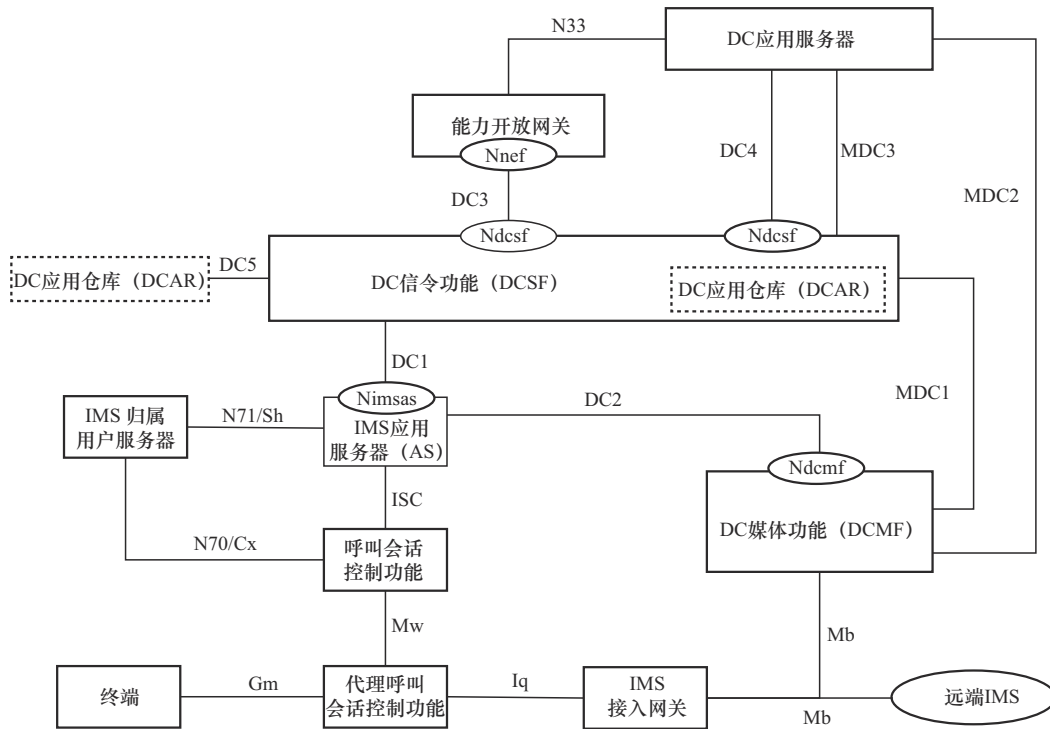 N33
DC应用服务器
能力开放网关
Nnef
DC4
MDC3
DC3
MDC2
Ndcsf
Ndcsf
DC5
DC应用仓库（DCAR）
DC信令功能（DCSF）
DC应用仓库（DCAR）
DC1
MDC1
Nimsas
DC2
IMS 归属
用户服务器
N71/Sh
IMS应用
服务器（AS）
Ndcmf
ISC
DC媒体功能（DCMF）
N70/Cx
呼叫会话
控制功能
Mw
Mb
终端
Gm
代理呼叫
会话控制功能
Iq
IMS
接入网关
Mb
远端IMS